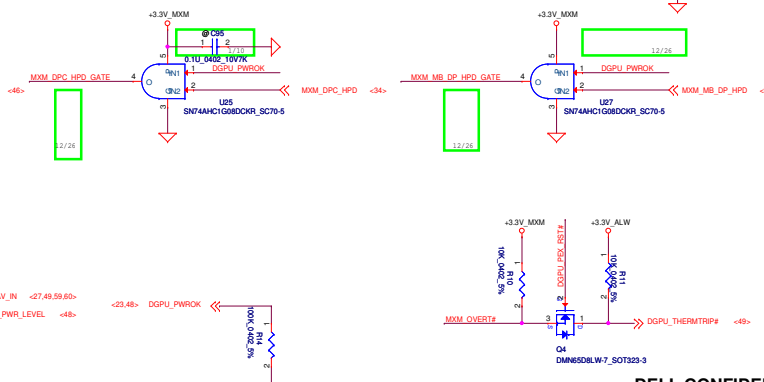 +3.3V_MXM
@ C95
1 2
1/10
0.1U_0402_10V7K
5
MXM_DPC_HPD_GATE 4 O IN1 1 DGPU_PWROK
IN2 2
<46> MXM_DPC_HPD <34>
3
U25
SN74AHC1G08DCKR_SC70-5
12/26
+3.3V_MXM
12/26
5
MXM_MB_DP_HPD_GATE 4 O IN1 1 DGPU_PWROK
IN2 2 MXM_MB_DP_HPD
3
U27
SN74AHC1G08DCKR_SC70-5
12/26
+3.3V_MXM
+3.3V_ALW
DGPU_PEX_RST#
10K_0402_5%
R10
1
2
10K_0402_5%
R11
1
2
MXM_OVERT# 3 S D 1 DGPU_THERMTRIP# <49>
2
Q4
DMN65D8LW-7_SOT323-3
V_IN <27,49,59,60>
PWR_LEVEL <48>
<23,48> DGPU_PWROK
100K_0402_5%
R14
1
2